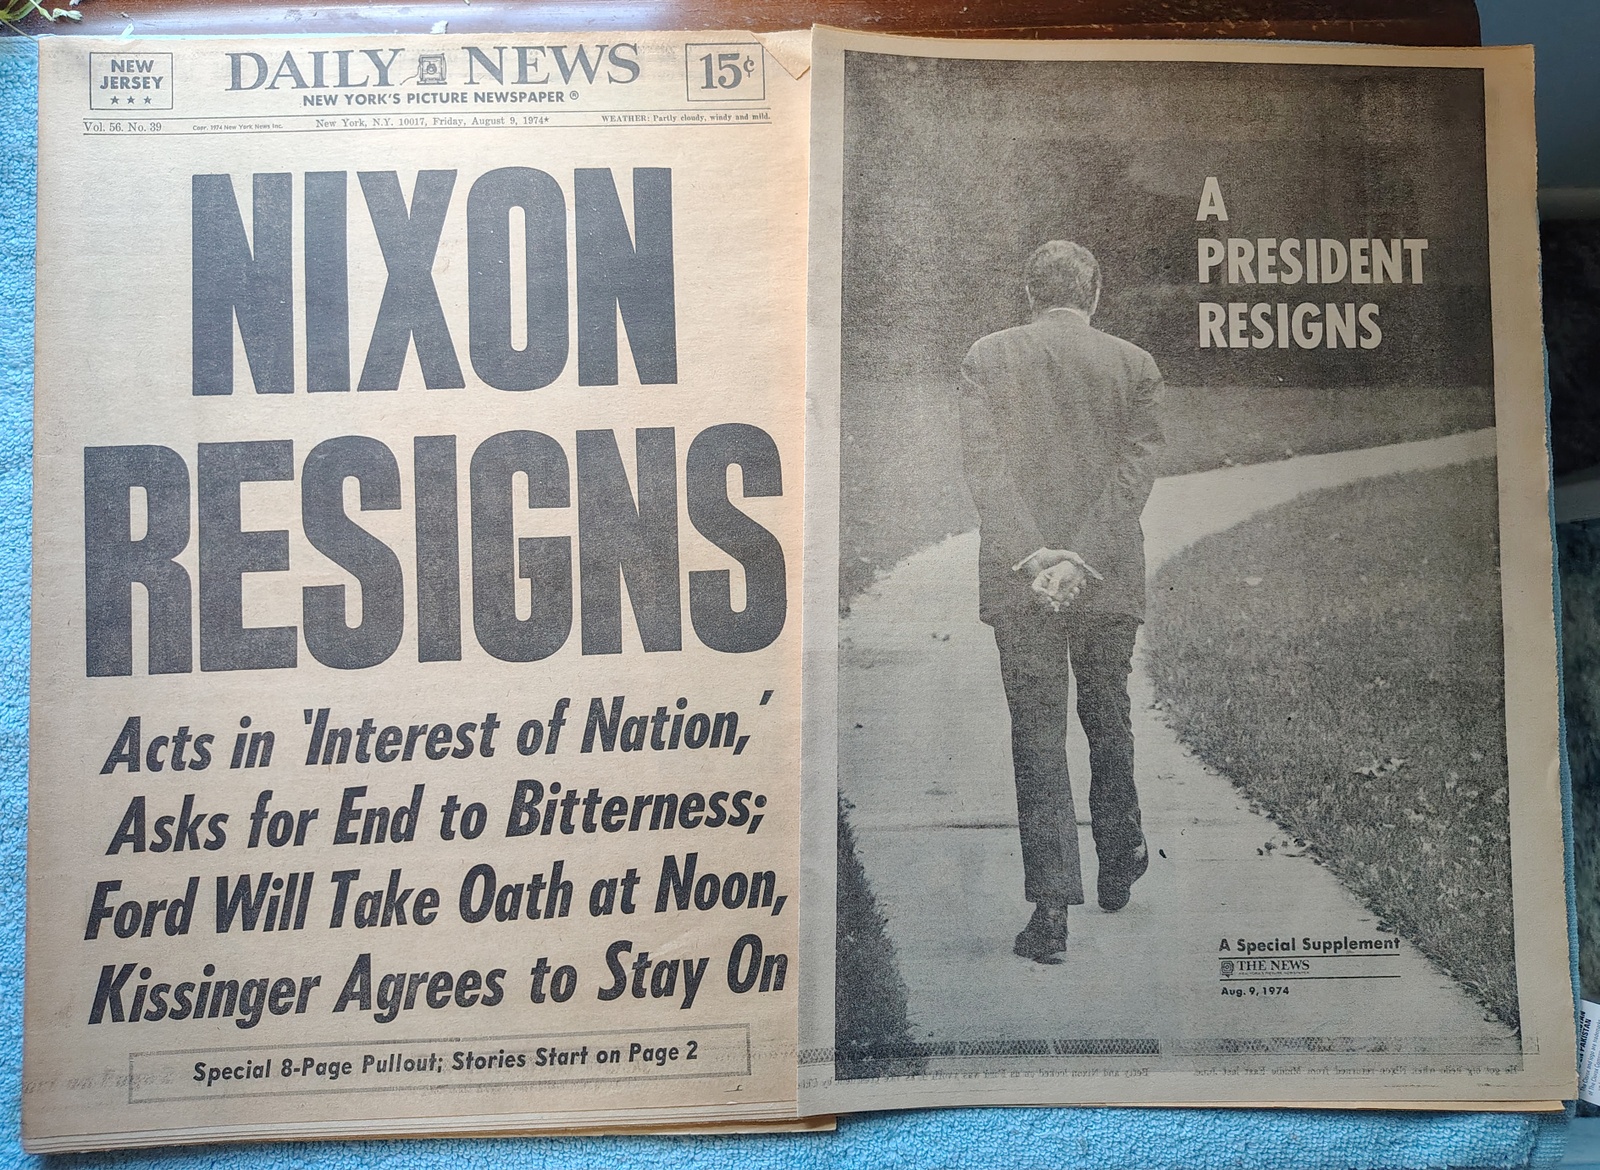 NEW
JERSEY
★ ★ ★
DAILY NEWS
NEW YORK'S PICTURE NEWSPAPER ®
15¢
Vol. 56. No. 39
Copr. 1974 New York News Inc.
New York, N.Y. 10017, Friday, August 9, 1974★
WEATHER: Partly cloudy, windy and mild.
NIXON
RESIGNS
Acts in 'Interest of Nation,'
Asks for End to Bitterness;
Ford Will Take Oath at Noon,
Kissinger Agrees to Stay On
Special 8-Page Pullout; Stories Start on Page 2
A
PRESIDENT
RESIGNS
A Special Supplement
THE NEWS
Aug. 9, 1974
PAKISTAN